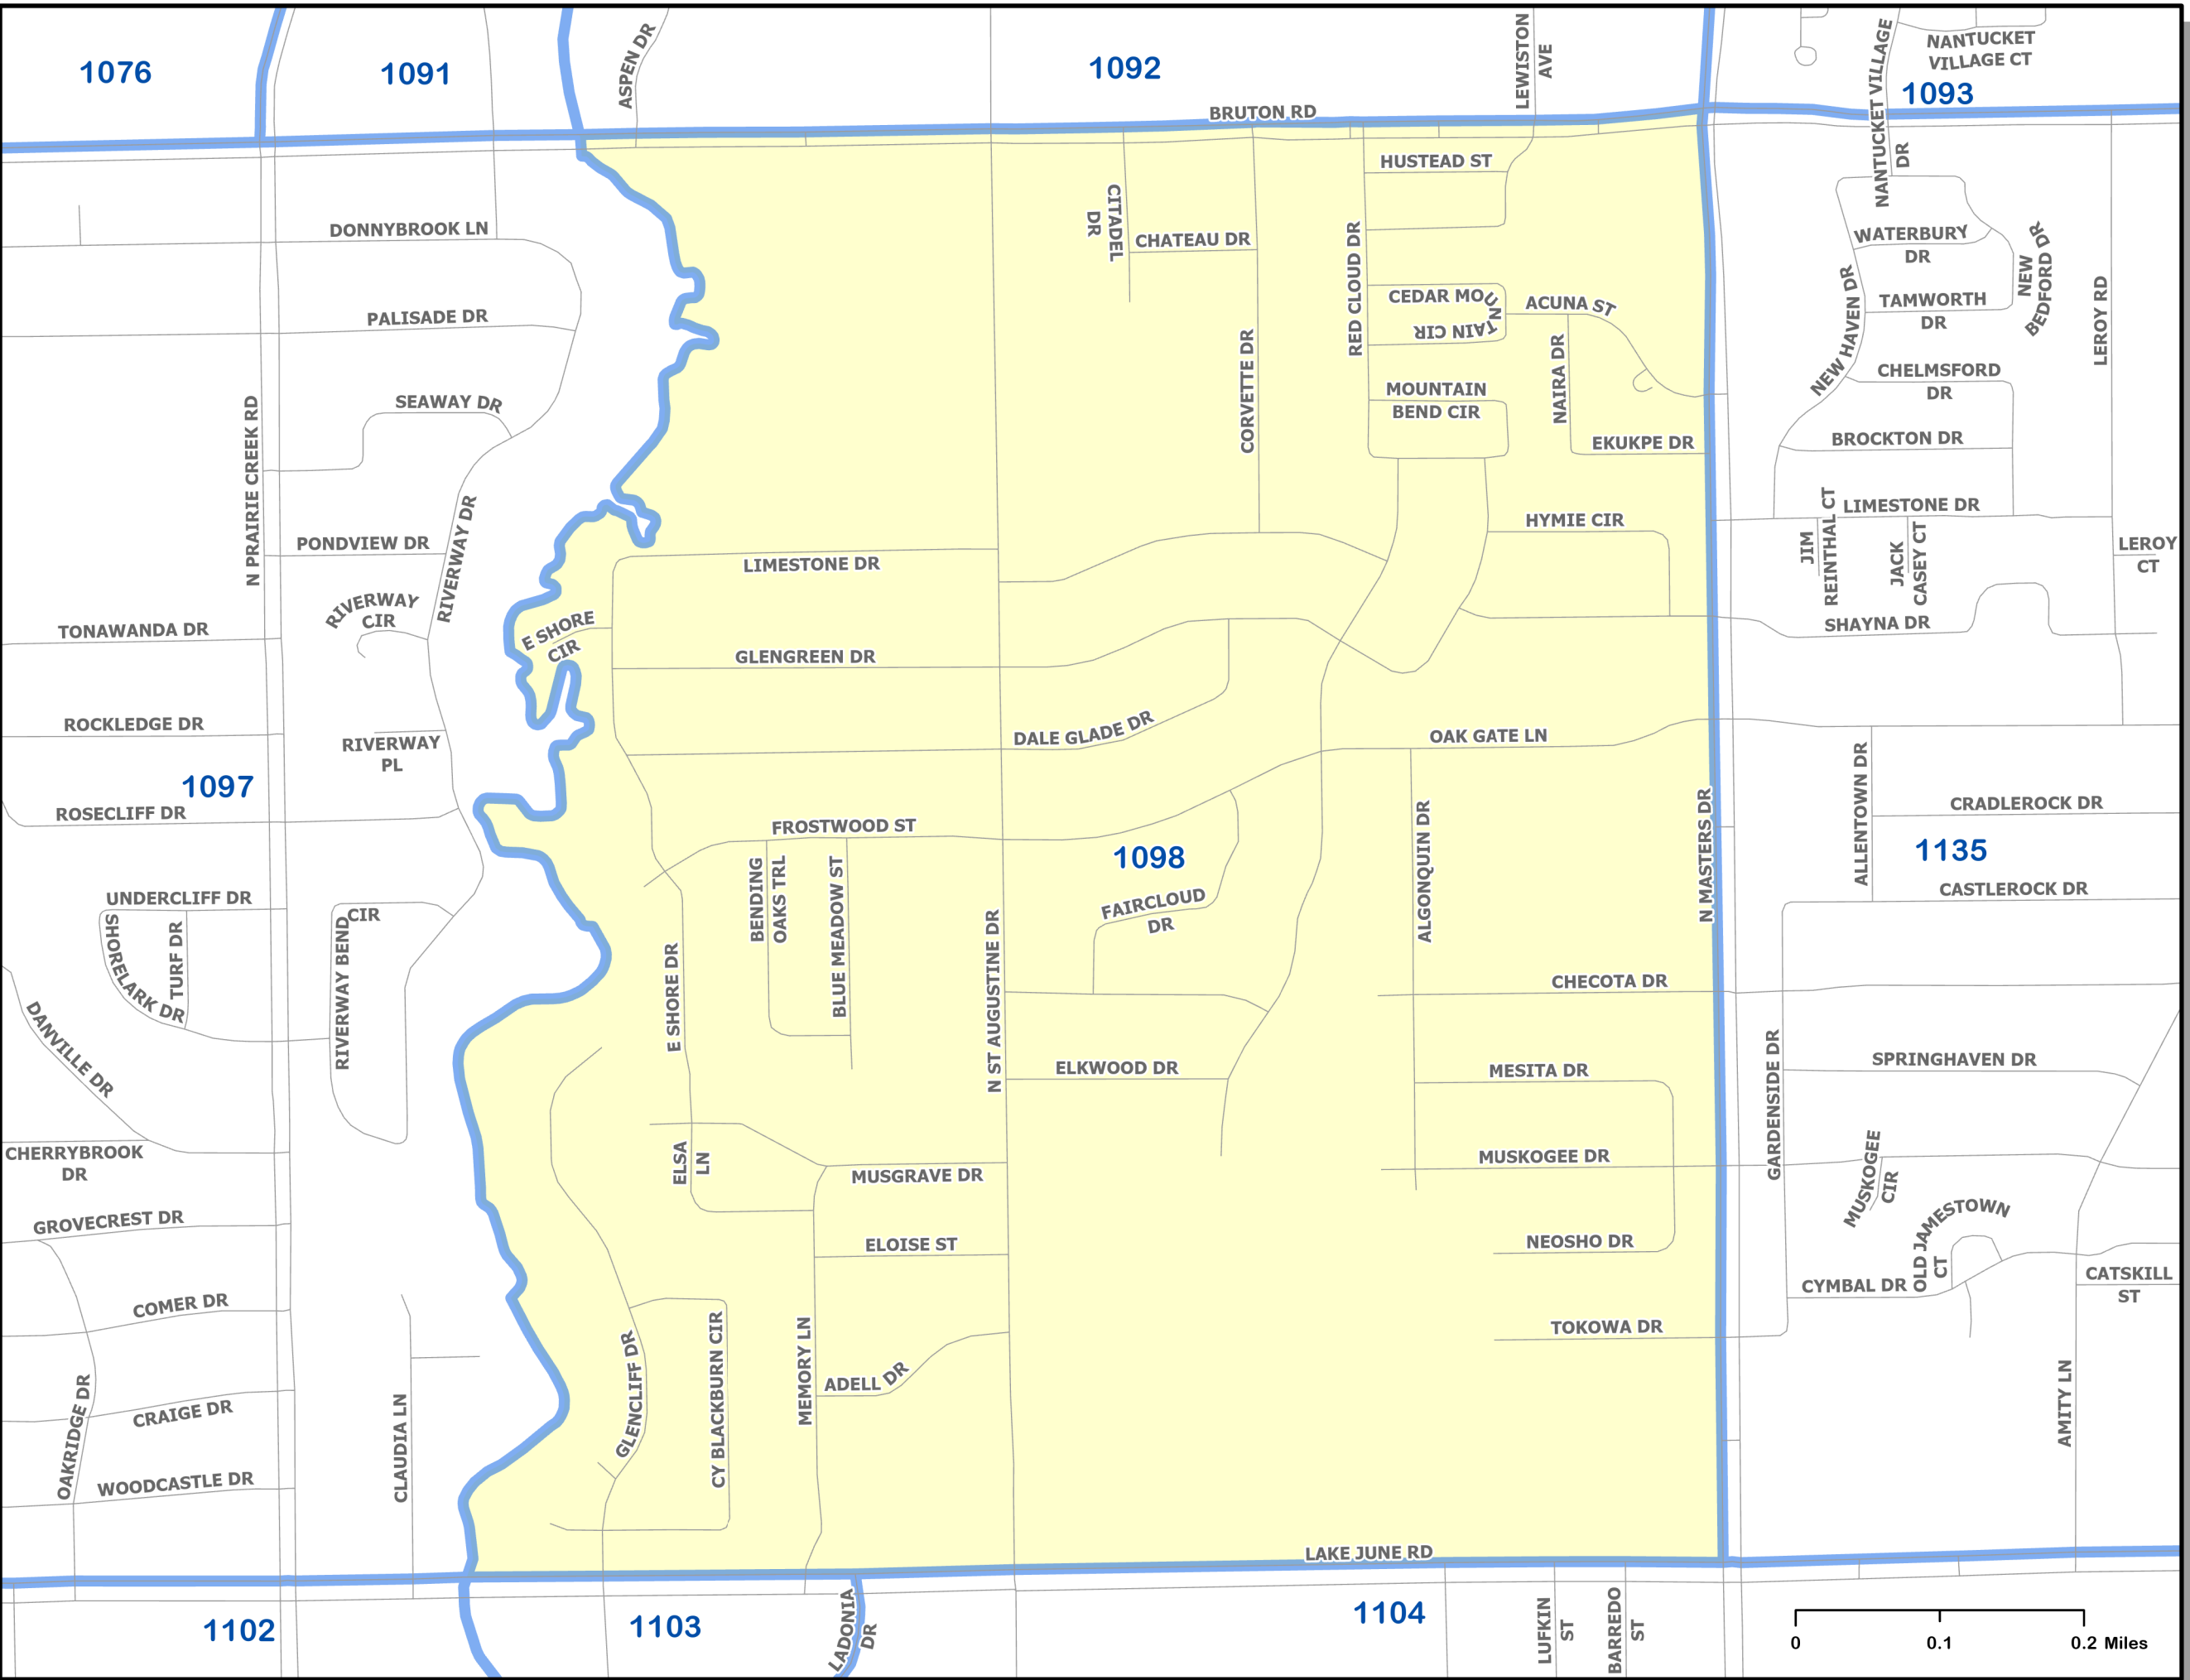 1076
1091
ASPEN DR
1092
LEWISTON
AVE
NANTUCKET VILLAGE
DR
NANTUCKET
VILLAGE CT
1093
BRUTON RD
HUSTEAD ST
DONNYBROOK LN
CITADEL
DR
CHATEAU DR
RED CLOUD DR
WATERBURY
DR
NEW
BEDFORD DR
PALISADE DR
CEDAR MOUN
TAIN CIR
ACUNA ST
TAMWORTH
DR
NEW HAVEN DR
LEROY RD
CORVETTE DR
NAIRA DR
MOUNTAIN
BEND CIR
CHELMSFORD
DR
SEAWAY DR
N PRAIRIE CREEK RD
EKUKPE DR
BROCKTON DR
RIVERWAY DR
HYMIE CIR
LIMESTONE DR
JIM
REINTHAL CT
JACK
CASEY CT
PONDVIEW DR
LIMESTONE DR
LEROY
CT
RIVERWAY
CIR
E SHORE
CIR
TONAWANDA DR
SHAYNA DR
GLENGREEN DR
ROCKLEDGE DR
RIVERWAY
PL
DALE GLADE DR
OAK GATE LN
1097
ALLENTOWN DR
CRADLEROCK DR
ROSECLIFF DR
FROSTWOOD ST
1098
ALGONQUIN DR
N MASTERS DR
1135
UNDERCLIFF DR
CIR
RIVERWAY BEND
BENDING
OAKS TRL
BLUE MEADOW ST
FAIRCLOUD
DR
CASTLEROCK DR
SHORELARK DR
TURF DR
E SHORE DR
N ST AUGUSTINE DR
CHECOTA DR
DANVILLE DR
ELKWOOD DR
MESITA DR
GARDENSIDE DR
SPRINGHAVEN DR
CHERRYBROOK
DR
ELSA
LN
MUSGRAVE DR
MUSKOGEE DR
MUSKOGEE
CIR
GROVECREST DR
ELOISE ST
NEOSHO DR
OLD JAMESTOWN
CT
CYMBAL DR
CATSKILL
ST
COMER DR
GLENCLIFF DR
CY BLACKBURN CIR
MEMORY LN
TOKOWA DR
ADELL DR
AMITY LN
OAKRIDGE DR
CRAIGE DR
CLAUDIA LN
WOODCASTLE DR
LAKE JUNE RD
1102
1103
LADONIA
DR
1104
LUFKIN
ST
BARREDO
ST
0
0.1
0.2 Miles